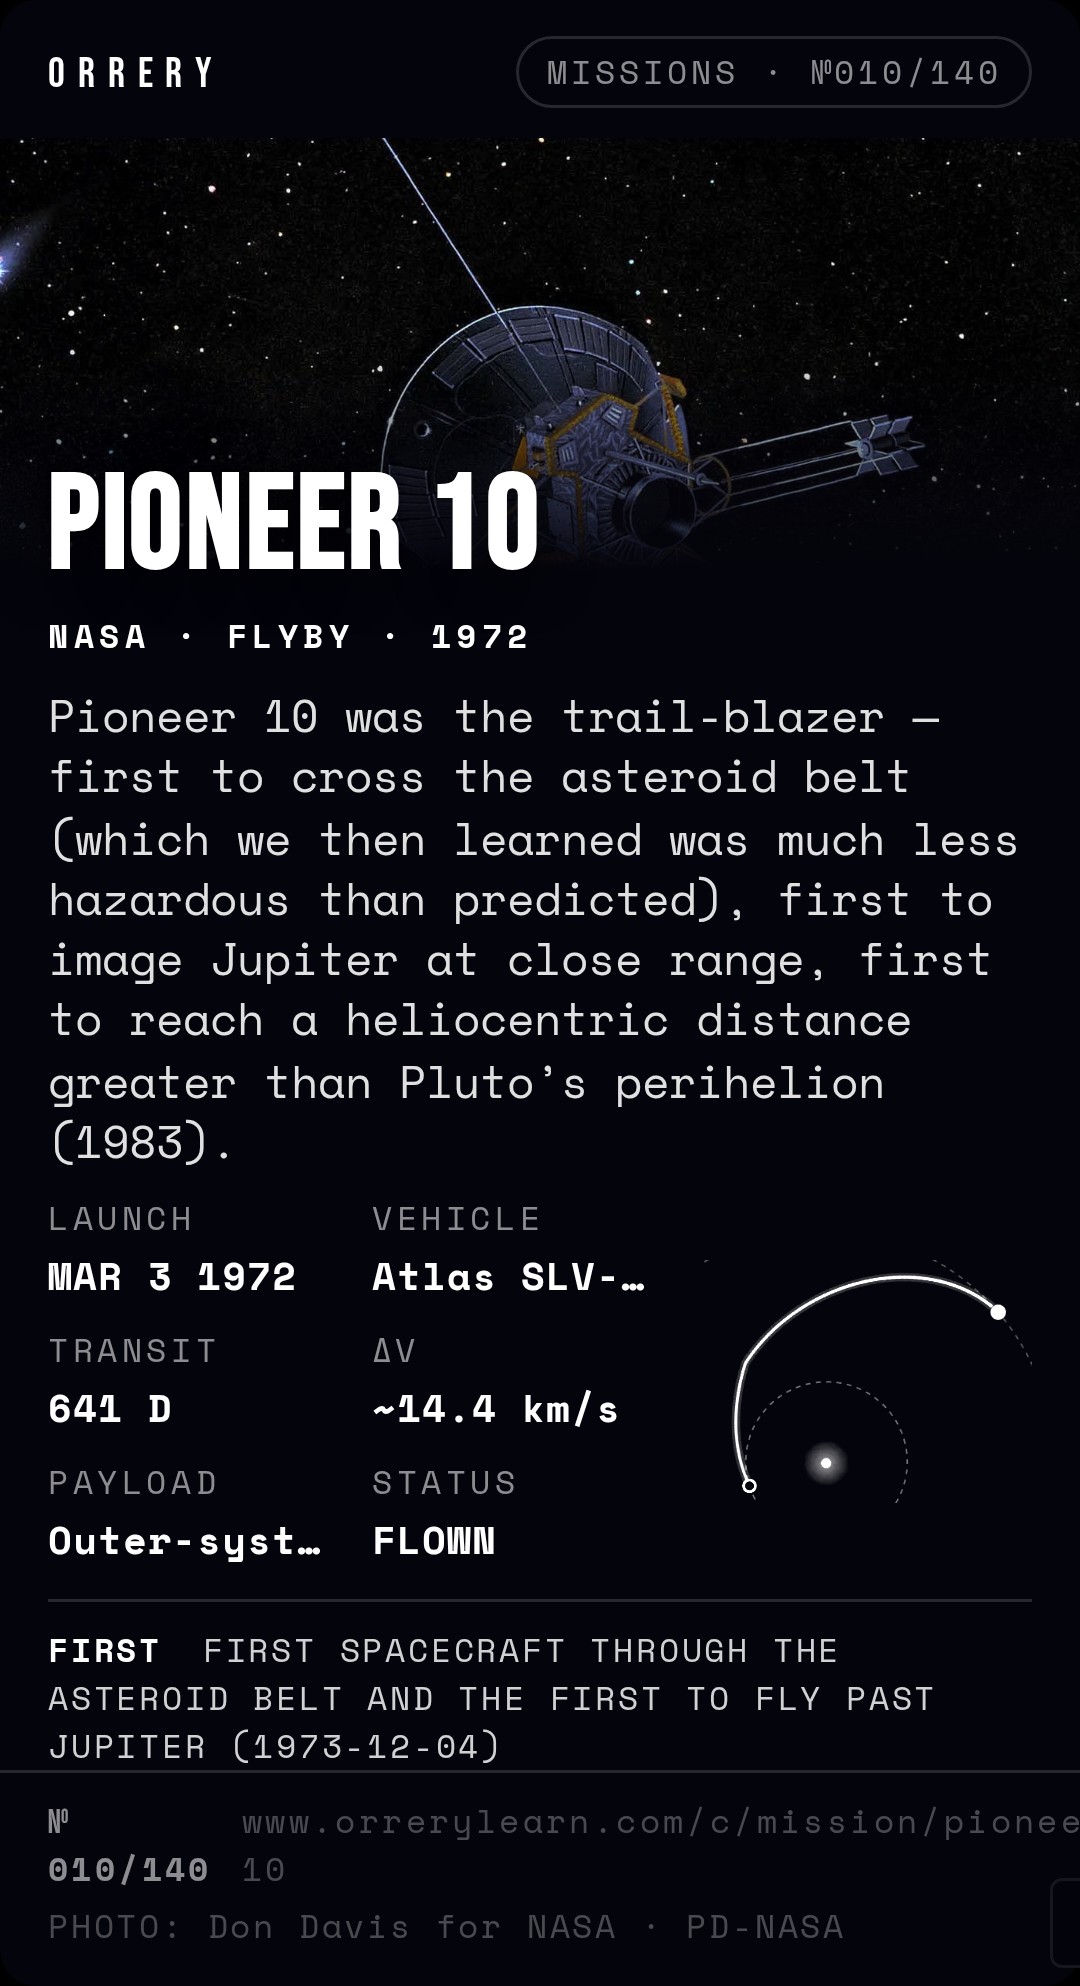 ORRERY
MISSIONS · №010/140
PIONEER 10
NASA · FLYBY · 1972
Pioneer 10 was the trail-blazer —
first to cross the asteroid belt
(which we then learned was much less
hazardous than predicted), first to
image Jupiter at close range, first
to reach a heliocentric distance
greater than Pluto’s perihelion
(1983).
LAUNCH
MAR 3 1972
VEHICLE
Atlas SLV-…
TRANSIT
641 D
ΔV
~14.4 km/s
PAYLOAD
Outer-syst…
STATUS
FLOWN
FIRST FIRST SPACECRAFT THROUGH THE
ASTEROID BELT AND THE FIRST TO FLY PAST
JUPITER (1973-12-04)
№
010/140
www.orrerylearn.com/c/mission/pionee
10
PHOTO: Don Davis for NASA · PD-NASA